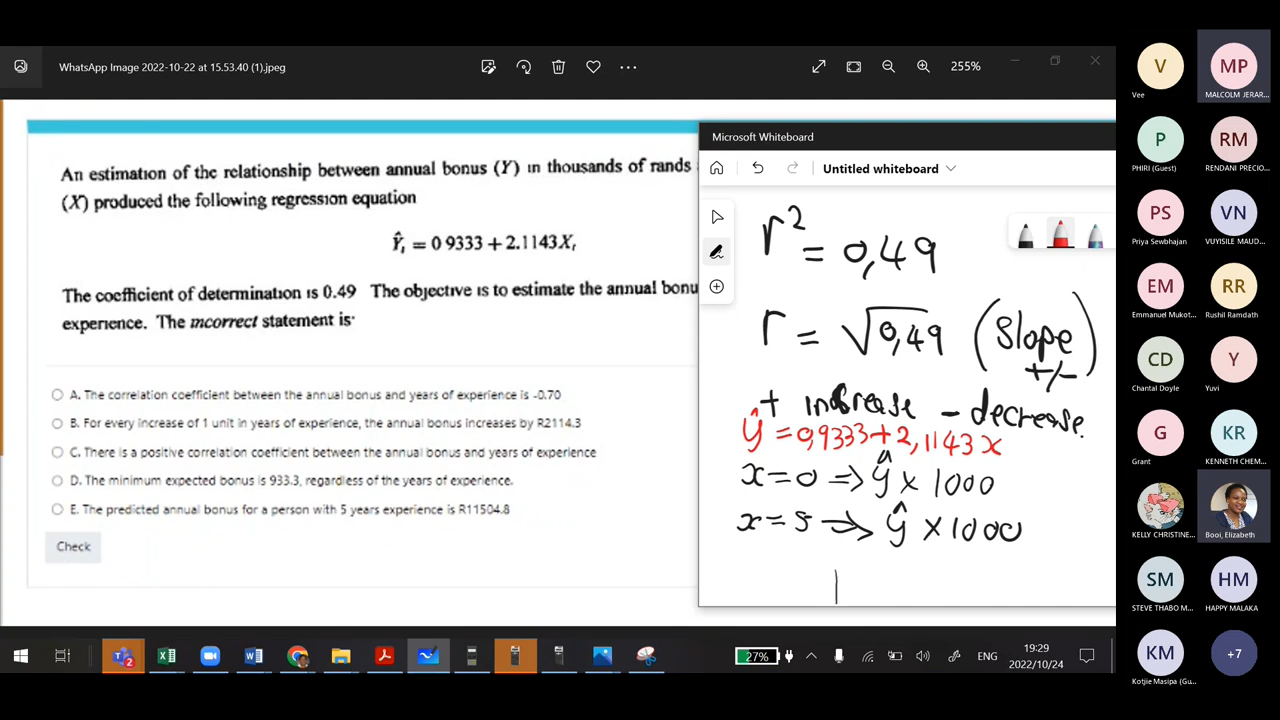 WhatsApp Image 2022-10-22 at 15.53.40 (1).jpeg
255%
An estimation of the relationship between annual bonus (Y) in thousands of rands
(X) produced the following regression equation
Ŷᵢ = 0 9333 + 2.1143Xᵢ
The coefficient of determination is 0.49 The objective is to estimate the annual bonu
experience. The incorrect statement is
A. The correlation coefficient between the annual bonus and years of experience is -0.70
B. For every increase of 1 unit in years of experience, the annual bonus increases by R2114.3
C. There is a positive correlation coefficient between the annual bonus and years of experience
D. The minimum expected bonus is 933.3, regardless of the years of experience.
E. The predicted annual bonus for a person with 5 years experience is R11504.8
Check
Microsoft Whiteboard
Untitled whiteboard
r² = 0,49
r = √0,49 (Slope +/-)
+ increase - decrease.
ŷ = 0,9333 + 2,1143x
x = 0 ⇒ ŷ × 1000
x = 5 ⇒ ŷ × 1000
V
Vee
MP
MALCOLM JERAR...
P
PHIRI (Guest)
RM
RENDANI PRECIO...
PS
Priya Sewbhajan
VN
VUYISILE MAUD...
EM
Emmanuel Mukot...
RR
Rushil Ramdath
CD
Chantal Doyle
Y
Yuvi
G
Grant
KR
KENNETH CHEM...
KELLY CHRISTINE...
Booi, Elizabeth
SM
STEVE THABO M...
HM
HAPPY MALAKA
KM
Kotjie Masipa (Gu...
+7
2
27%
ENG
19:29
2022/10/24